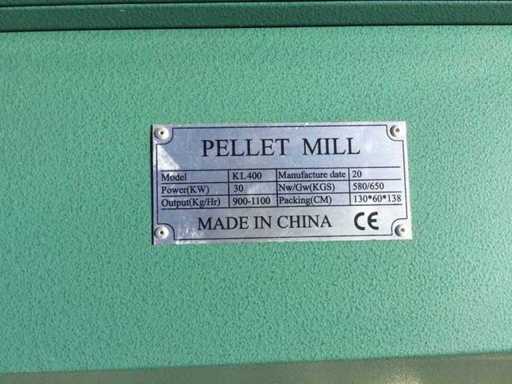 PELLET MILL
Model KL400 Manufacture date 20
Power(KW) 30 Nw/Gw(KGS) 580/650
Output(Kg/Hr) 900-1100 Packing(CM) 130*60*138
MADE IN CHINA CE